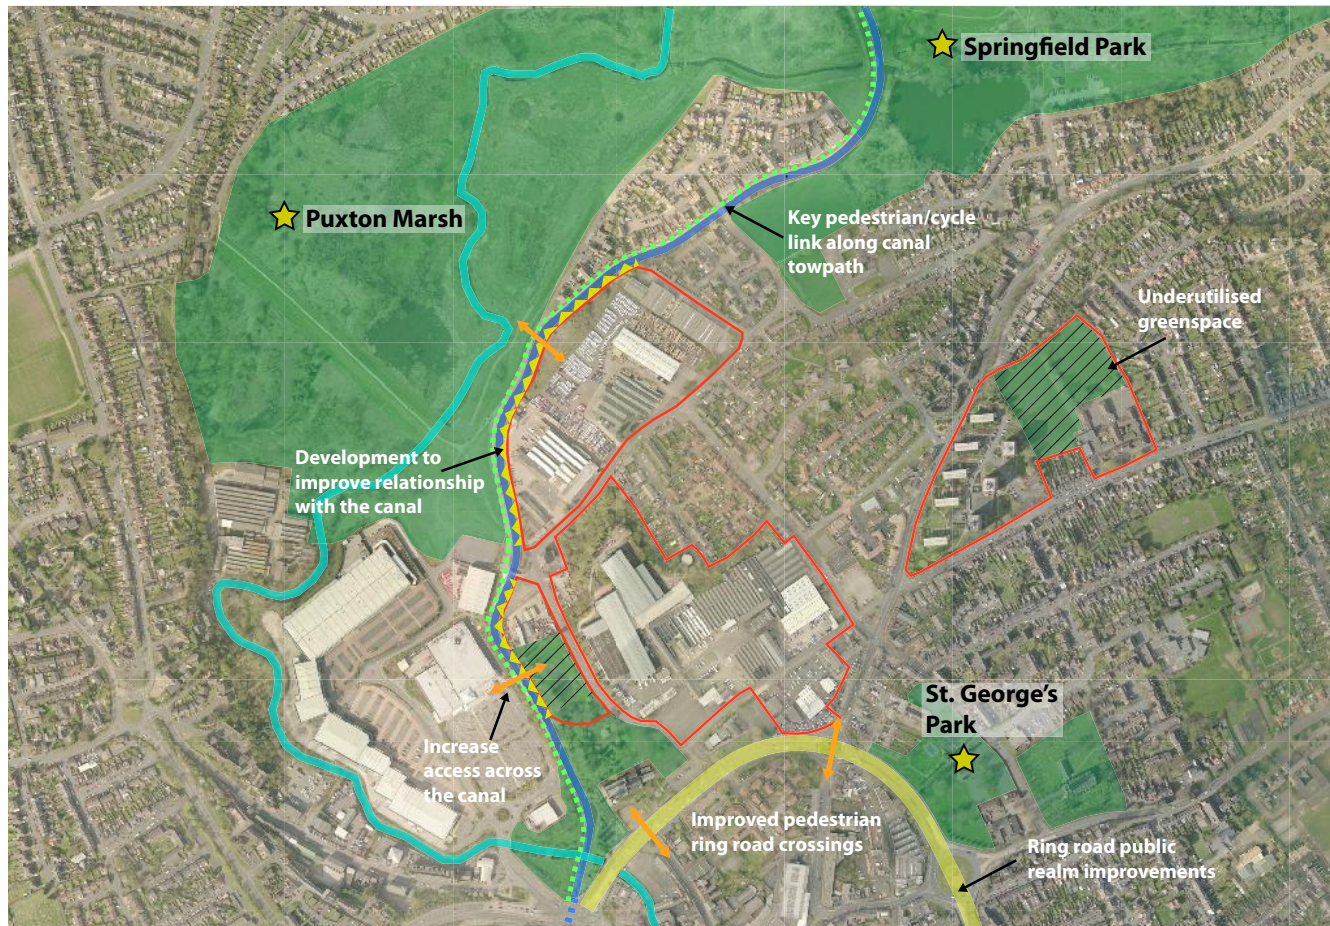 Springfield Park
Puxton Marsh
Key pedestrian/cycle
link along canal
towpath
Underutilised
greenspace
Development to
improve relationship
with the canal
St. George's
Park
Increase
access across
the canal
Improved pedestrian
ring road crossings
Ring road public
realm improvements